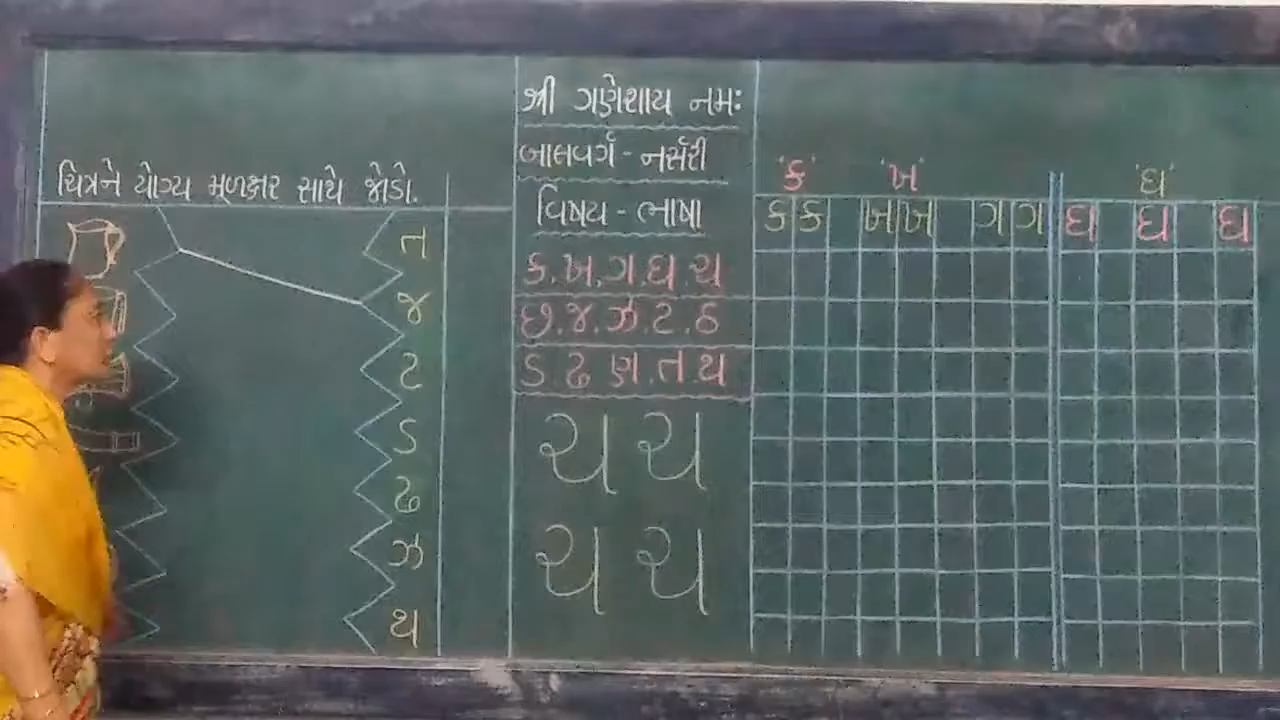 ચિત્રને યોગ્ય મૂળાક્ષર સાથે જોડો.
ત
જ
ટ
ડ
ઢ
ઝ
થ
શ્રી ગણેશાય નમઃ
બાલવર્ગ - નર્સરી
વિષય - ભાષા
ક.ખ.ગ.ઘ.ચ
છ.જ.ઝ.ટ.ઠ
ડ.ઢ ણ.ત.થ
ચ ચ
ચ ચ
'ક' 'ખ' 'ઘ'
ક ક ખ ખ ગ ગ ઘ ઘ ઘ